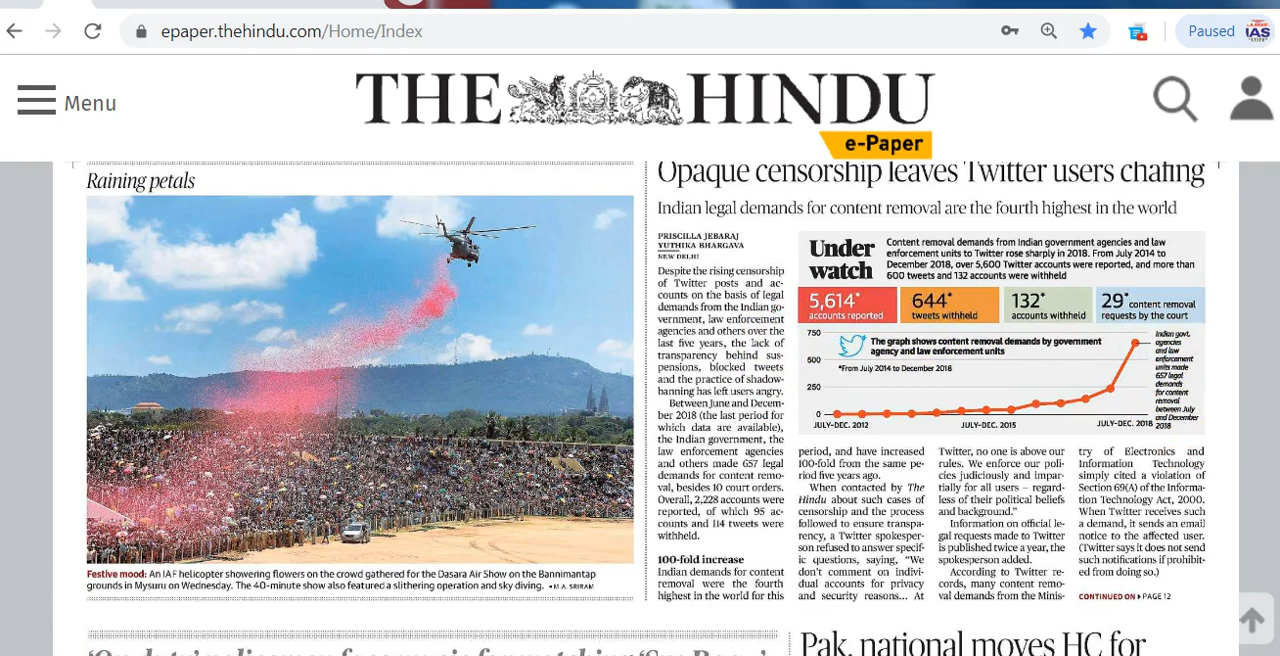 epaper.thehindu.com/Home/Index
Paused
IAS
Menu
THE HINDU
e-Paper
Raining petals
Festive mood: An IAF helicopter showering flowers on the crowd gathered for the Dasara Air Show on the Bannimantap
grounds in Mysuru on Wednesday. The 40-minute show also featured a slithering operation and sky diving. • M.A. SRIRAM
Opaque censorship leaves Twitter users chafing
Indian legal demands for content removal are the fourth highest in the world
PRISCILLA JEBARAJ
YUTHIKA BHARGAVA
NEW DELHI
Despite the rising censorship
of Twitter posts and ac-
counts on the basis of legal
demands from the Indian go-
vernment, law enforcement
agencies and others over the
last five years, the lack of
transparency behind sus-
pensions, blocked tweets
and the practice of shadow-
banning has left users angry.
Between June and Decem-
ber 2018 (the last period for
which data are available),
the Indian government, the
law enforcement agencies
and others made 657 legal
demands for content remo-
val, besides 10 court orders.
Overall, 2,228 accounts were
reported, of which 95 ac-
counts and 114 tweets were
withheld.
100-fold increase
Indian demands for content
removal were the fourth
highest in the world for this
Under
watch
Content removal demands from Indian government agencies and law
enforcement units to Twitter rose sharply in 2018. From July 2014 to
December 2018, over 5,600 Twitter accounts were reported, and more than
600 tweets and 132 accounts were withheld
5,614*
accounts reported
644*
tweets withheld
132*
accounts withheld
29* content removal
requests by the court
The graph shows content removal demands by government
agency and law enforcement units
*From July 2014 to December 2018
750
500
250
0
JULY-DEC. 2012
JULY-DEC. 2015
JULY-DEC. 2018
Indian govt.
agencies
and law
enforcement
units made
657 legal
demands
for content
removal
between July
and December
2018
period, and have increased
100-fold from the same pe-
riod five years ago.
When contacted by The
Hindu about such cases of
censorship and the process
followed to ensure transpa-
rency, a Twitter spokesper-
son refused to answer specif-
ic questions, saying, “We
don’t comment on indivi-
dual accounts for privacy
and security reasons... At
Twitter, no one is above our
rules. We enforce our poli-
cies judiciously and impar-
tially for all users – regard-
less of their political beliefs
and background.”
Information on official le-
gal requests made to Twitter
is published twice a year, the
spokesperson added.
According to Twitter re-
cords, many content remo-
val demands from the Minis-
try of Electronics and
Information Technology
simply cited a violation of
Section 69(A) of the Informa-
tion Technology Act, 2000.
When Twitter receives such
a demand, it sends an email
notice to the affected user.
(Twitter says it does not send
such notifications if prohibit-
ed from doing so.)
CONTINUED ON PAGE 12
Pak. national moves HC for